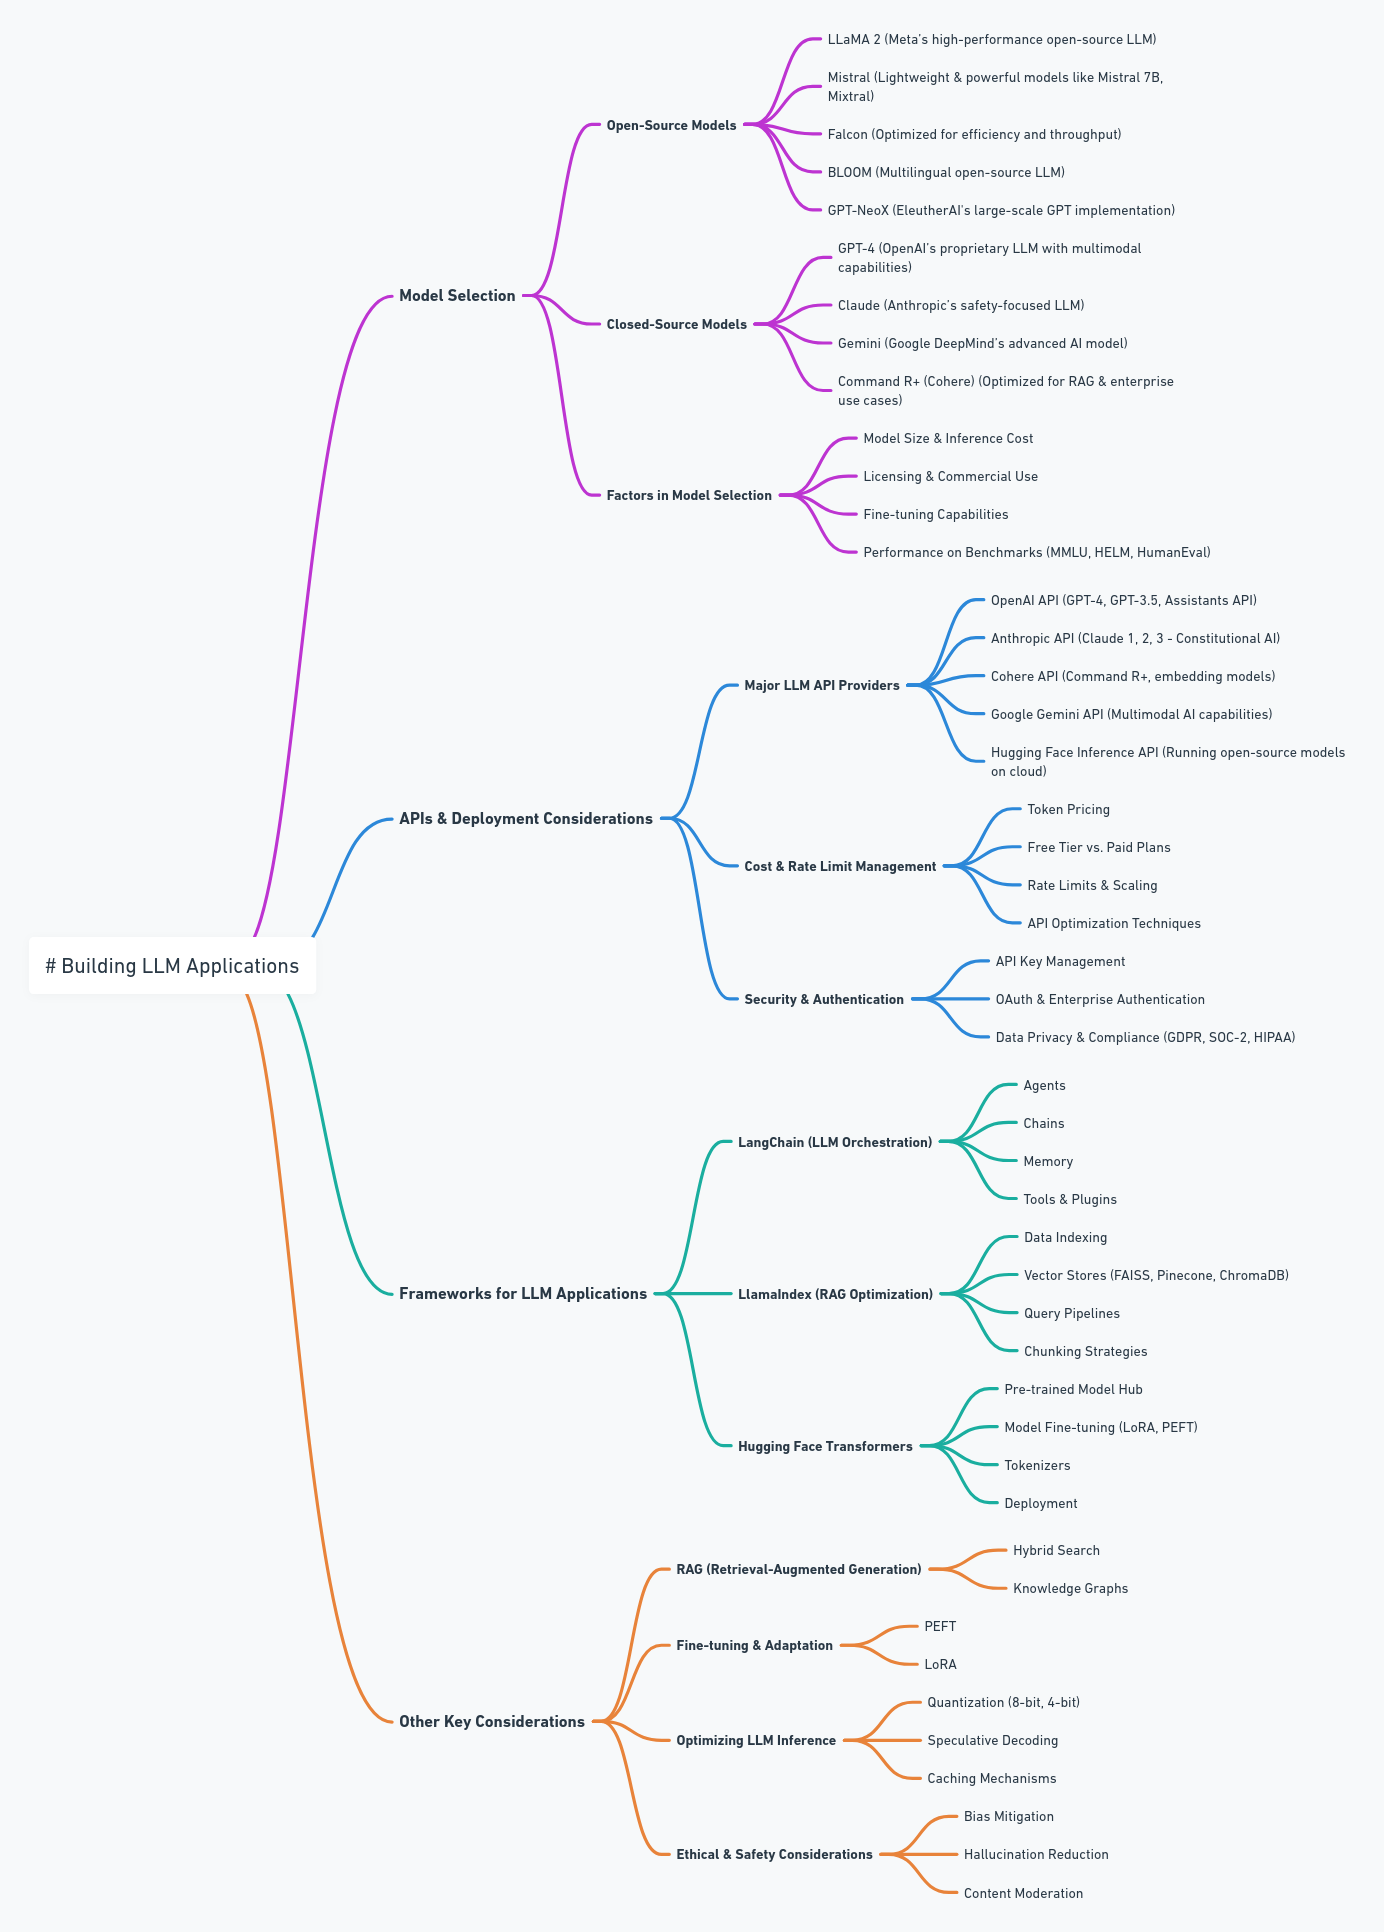 LLaMA 2 (Meta’s high-performance open-source LLM)
Mistral (Lightweight & powerful models like Mistral 7B,
Mixtral)
Open-Source Models
Falcon (Optimized for efficiency and throughput)
BLOOM (Multilingual open-source LLM)
GPT-NeoX (EleutherAI's large-scale GPT implementation)
GPT-4 (OpenAI’s proprietary LLM with multimodal
capabilities)
Model Selection
Claude (Anthropic’s safety-focused LLM)
Closed-Source Models
Gemini (Google DeepMind’s advanced AI model)
Command R+ (Cohere) (Optimized for RAG & enterprise
use cases)
Model Size & Inference Cost
Licensing & Commercial Use
Factors in Model Selection
Fine-tuning Capabilities
Performance on Benchmarks (MMLU, HELM, HumanEval)
OpenAI API (GPT-4, GPT-3.5, Assistants API)
Anthropic API (Claude 1, 2, 3 - Constitutional AI)
Cohere API (Command R+, embedding models)
Major LLM API Providers
Google Gemini API (Multimodal AI capabilities)
Hugging Face Inference API (Running open-source models
on cloud)
Token Pricing
APIs & Deployment Considerations
Free Tier vs. Paid Plans
Cost & Rate Limit Management
Rate Limits & Scaling
API Optimization Techniques
API Key Management
# Building LLM Applications
Security & Authentication
OAuth & Enterprise Authentication
Data Privacy & Compliance (GDPR, SOC-2, HIPAA)
Agents
Chains
LangChain (LLM Orchestration)
Memory
Tools & Plugins
Data Indexing
Vector Stores (FAISS, Pinecone, ChromaDB)
Frameworks for LLM Applications
LlamaIndex (RAG Optimization)
Query Pipelines
Chunking Strategies
Pre-trained Model Hub
Model Fine-tuning (LoRA, PEFT)
Hugging Face Transformers
Tokenizers
Deployment
Hybrid Search
RAG (Retrieval-Augmented Generation)
Knowledge Graphs
PEFT
Fine-tuning & Adaptation
LoRA
Quantization (8-bit, 4-bit)
Other Key Considerations
Optimizing LLM Inference
Speculative Decoding
Caching Mechanisms
Bias Mitigation
Ethical & Safety Considerations
Hallucination Reduction
Content Moderation